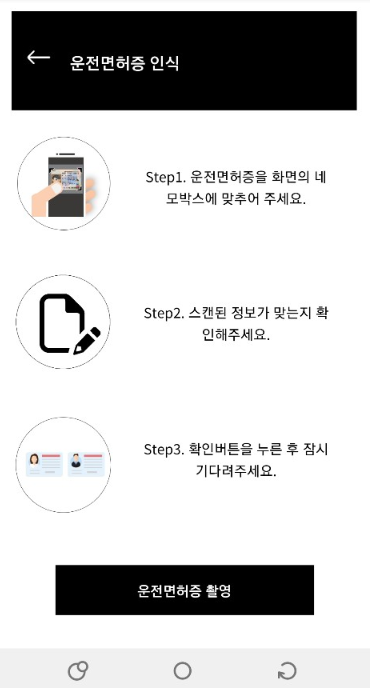 운전면허증 인식
Step1. 운전면허증을 화면의 네
모박스에 맞추어 주세요.
Step2. 스캔된 정보가 맞는지 확
인해주세요.
Step3. 확인버튼을 누른 후 잠시
기다려주세요.
운전면허증 촬영